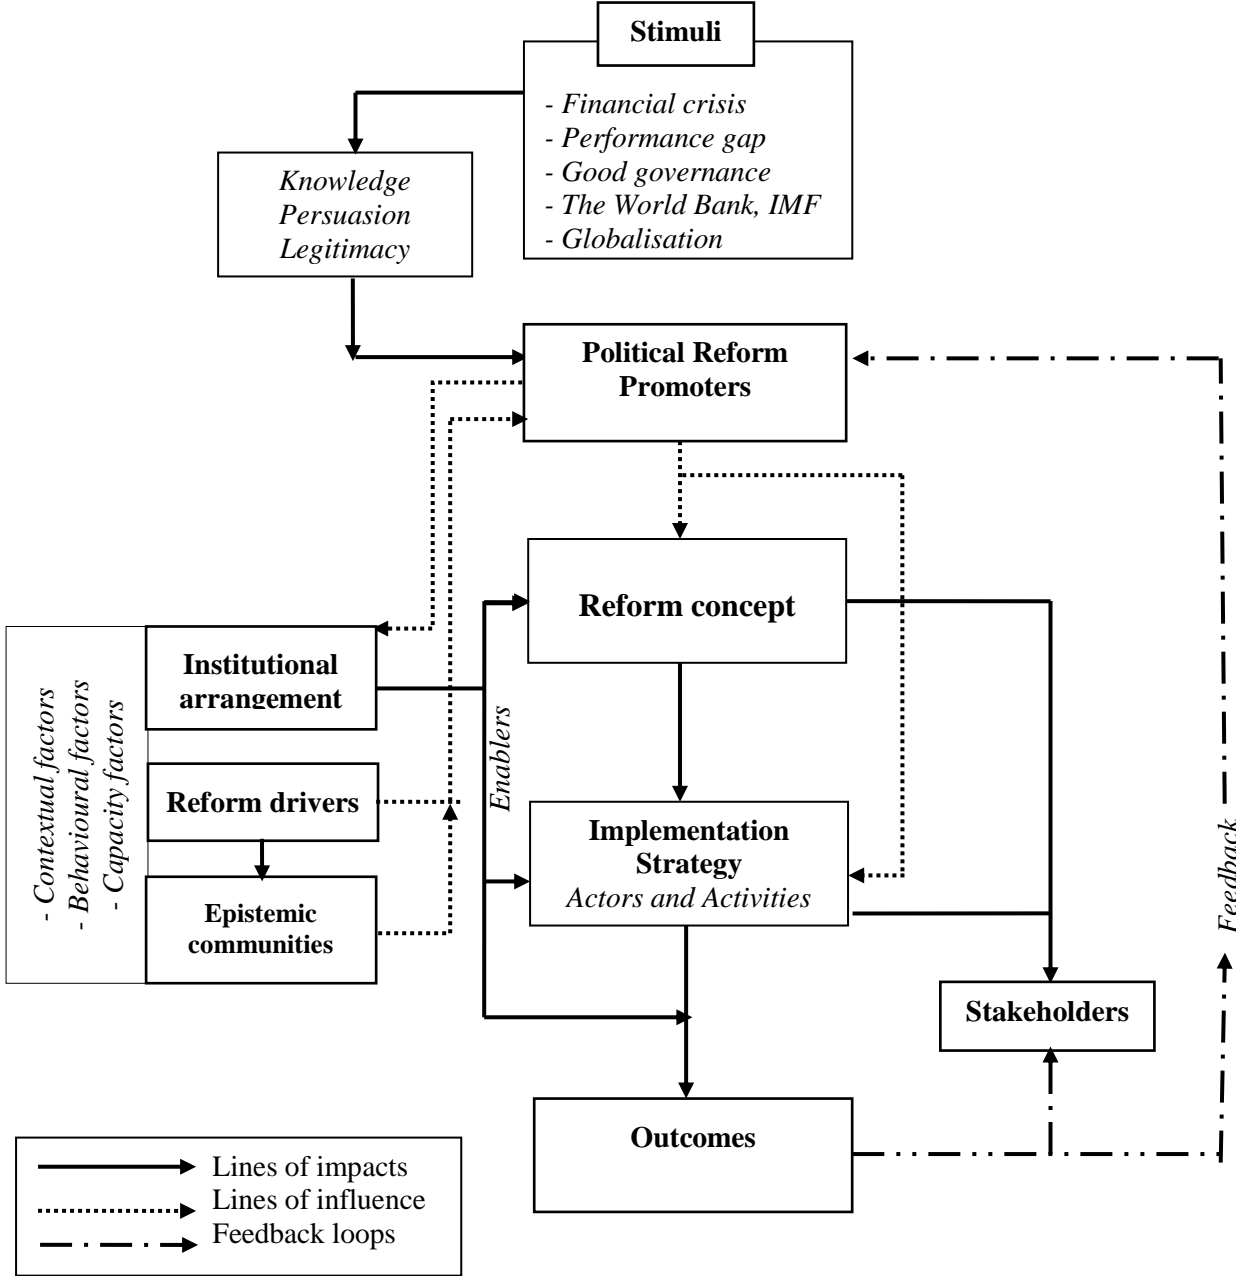 Stimuli
- Financial crisis
- Performance gap
- Good governance
- The World Bank, IMF
- Globalisation
Knowledge
Persuasion
Legitimacy
Political Reform
Promoters
Reform concept
Institutional
arrangement
Reform drivers
Epistemic
communities
- Contextual factors
- Behavioural factors
- Capacity factors
Enablers
Implementation
Strategy
Actors and Activities
Stakeholders
Feedback
Outcomes
Lines of impacts
Lines of influence
Feedback loops